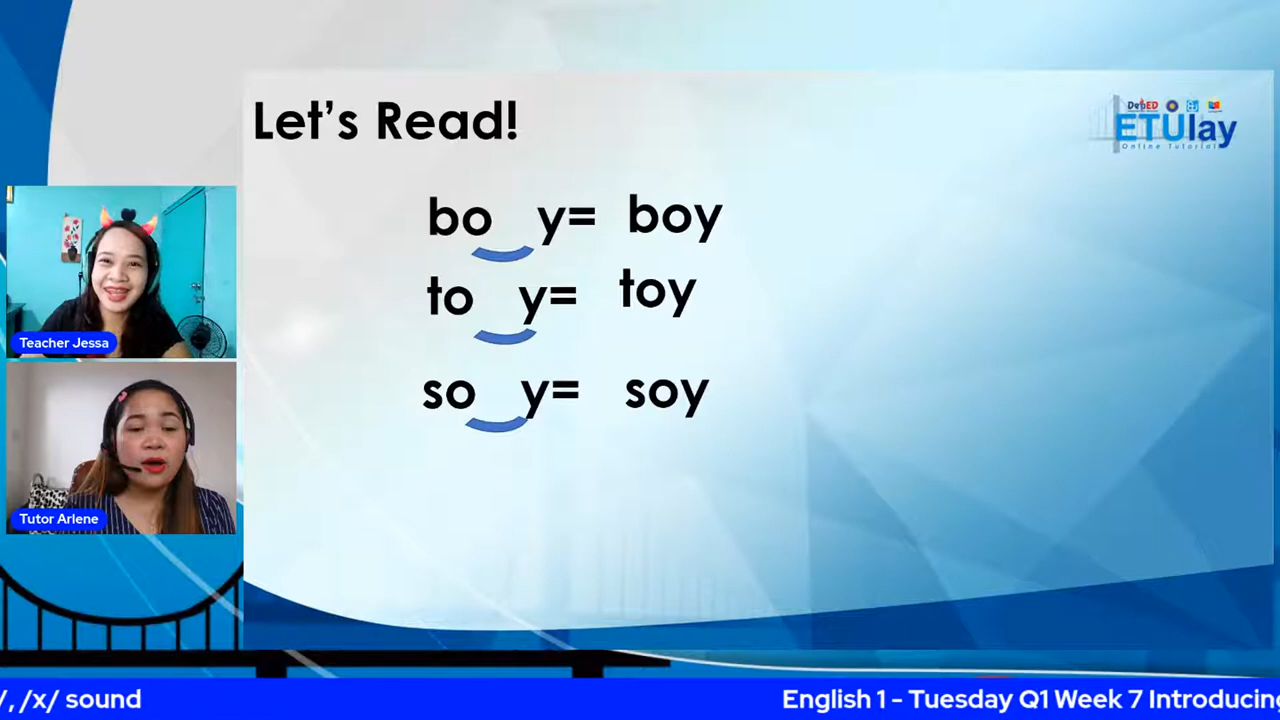 Let's Read!
DepED
ETUlay
Online Tutorial
bo y= boy
to y= toy
so y= soy
Teacher Jessa
Tutor Arlene
/, /x/ sound
English 1 - Tuesday Q1 Week 7 Introducing